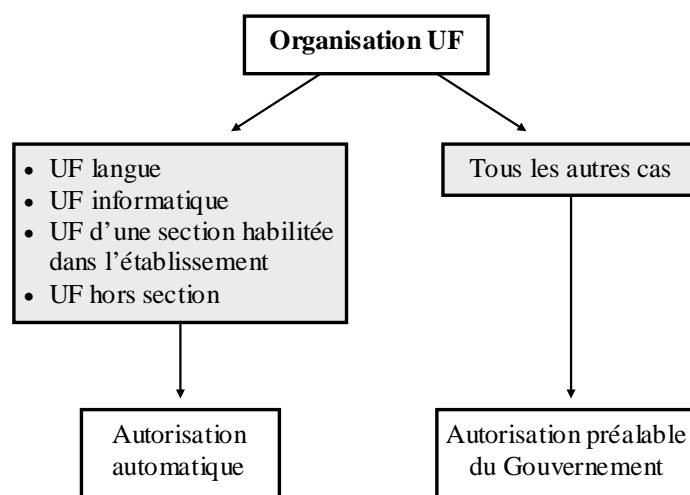 Organisation UF
• UF langue
• UF informatique
• UF d’une section habilitée
dans l’établissement
• UF hors section
Tous les autres cas
Autorisation
automatique
Autorisation préalable
du Gouvernement